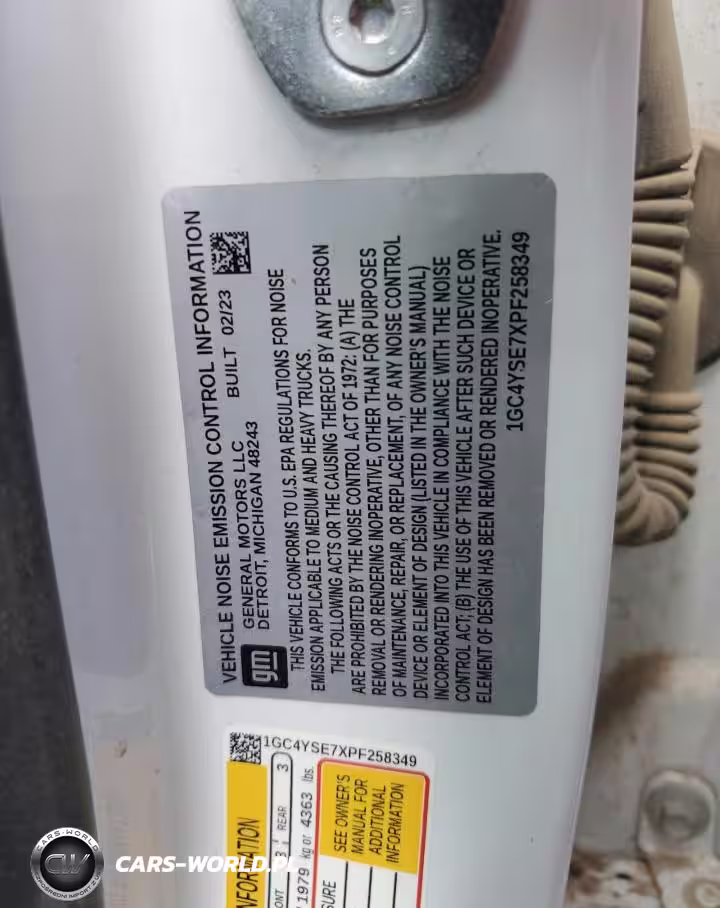 VEHICLE NOISE EMISSION CONTROL INFORMATION
gm
GENERAL MOTORS LLC
DETROIT, MICHIGAN 48243
BUILT 02/23
THIS VEHICLE CONFORMS TO U.S. EPA REGULATIONS FOR NOISE
EMISSION APPLICABLE TO MEDIUM AND HEAVY TRUCKS.
THE FOLLOWING ACTS OR THE CAUSING THEREOF BY ANY PERSON
ARE PROHIBITED BY THE NOISE CONTROL ACT OF 1972: (A) THE
REMOVAL OR RENDERING INOPERATIVE, OTHER THAN FOR PURPOSES
OF MAINTENANCE, REPAIR, OR REPLACEMENT, OF ANY NOISE CONTROL
DEVICE OR ELEMENT OF DESIGN (LISTED IN THE OWNER'S MANUAL)
INCORPORATED INTO THIS VEHICLE IN COMPLIANCE WITH THE NOISE
CONTROL ACT; (B) THE USE OF THIS VEHICLE AFTER SUCH DEVICE OR
ELEMENT OF DESIGN HAS BEEN REMOVED OR RENDERED INOPERATIVE.
1GC4YSE7XPF258349
1GC4YSE7XPF258349
REAR 3
1979 kg or 4363 lbs.
SEE OWNER'S
MANUAL FOR
ADDITIONAL
INFORMATION
CARS-WORLD
CW
CARS-WORLD.PL